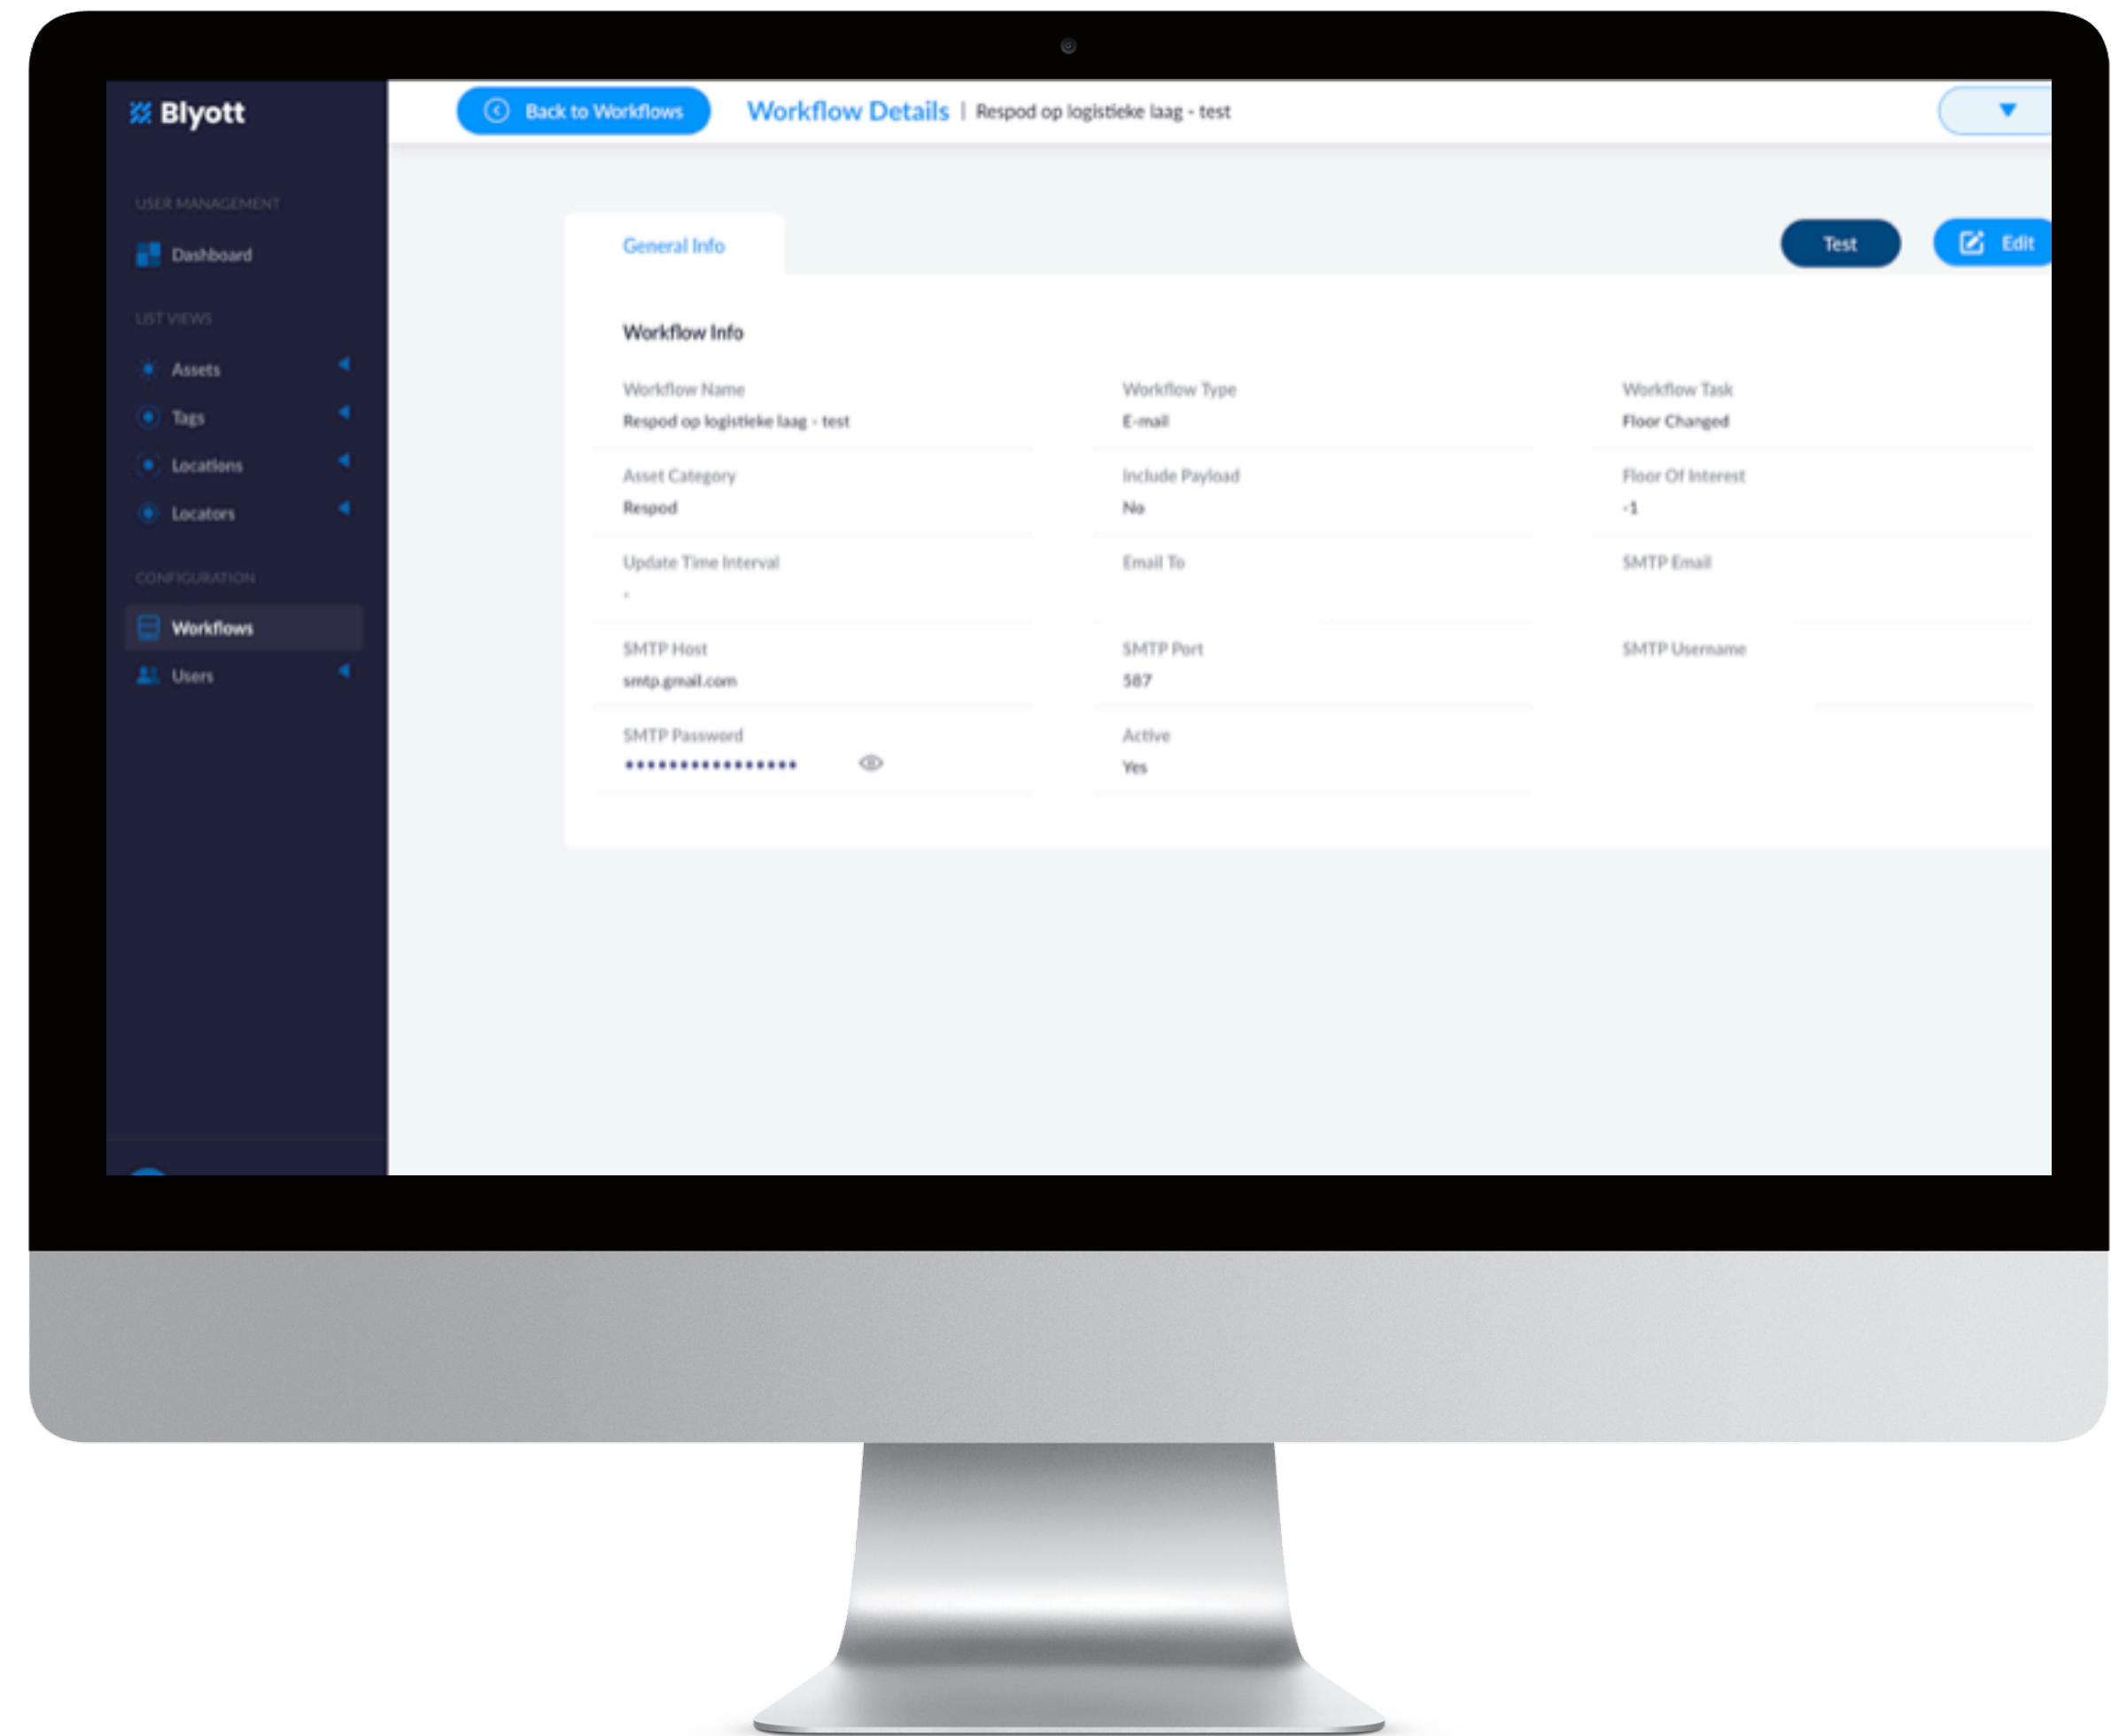 Blyott
Back to Workflows
Workflow Details | Respod op logistieke laag - test
USER MANAGEMENT
Dashboard
LIST VIEWS
Assets
Tags
Locations
Locators
CONFIGURATION
Workflows
Users
General Info
Test
Edit
Workflow Info
Workflow Name
Workflow Type
Workflow Task
Respod op logistieke laag - test
E-mail
Floor Changed
Asset Category
Include Payload
Floor Of Interest
Respod
No
-1
Update Time Interval
Email To
SMTP Email
-
SMTP Host
SMTP Port
SMTP Username
smtp.gmail.com
587
SMTP Password
Active
••••••••••••••••
Yes